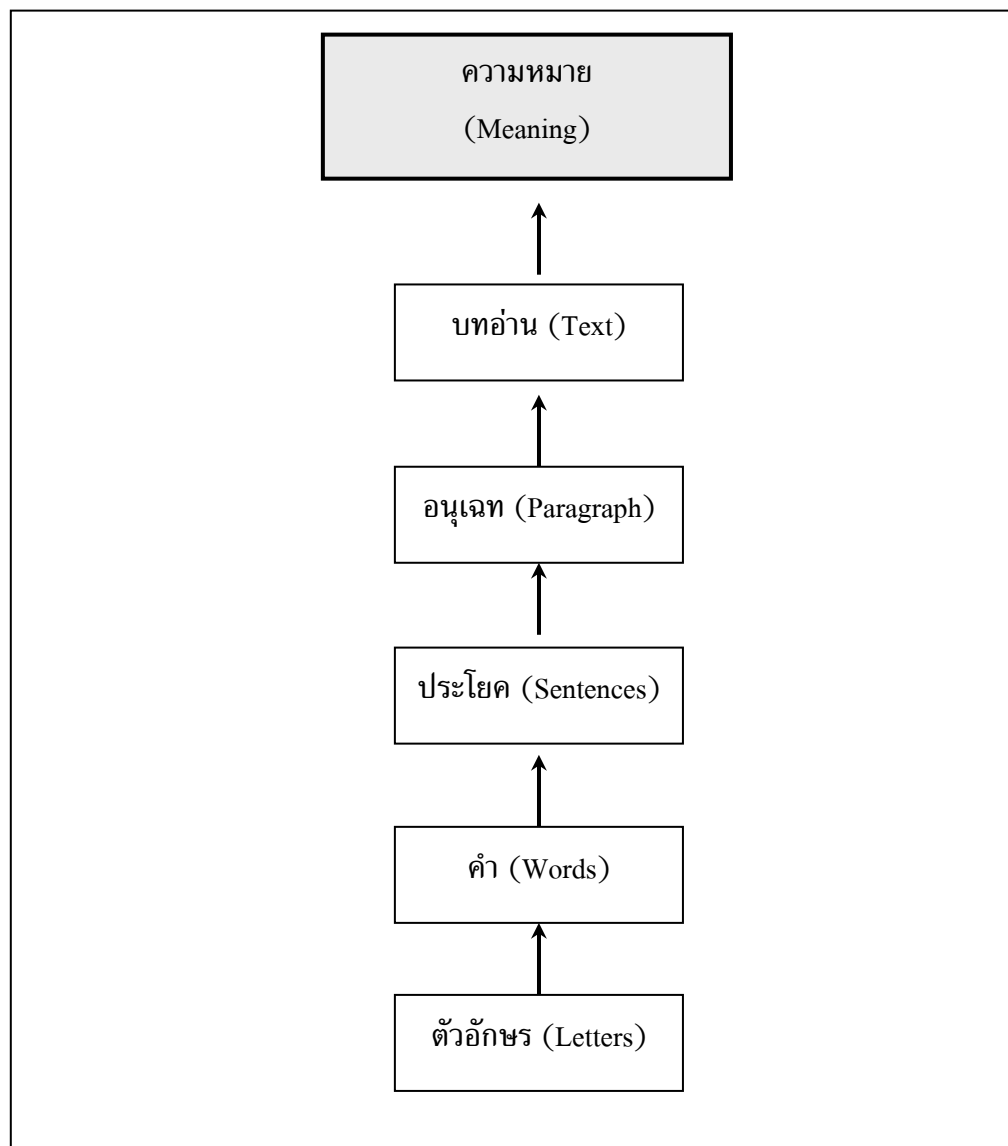 ความหมาย
(Meaning)
บทอ่าน (Text)
อนุเฉท (Paragraph)
ประโยค (Sentences)
คำ (Words)
ตัวอักษร (Letters)